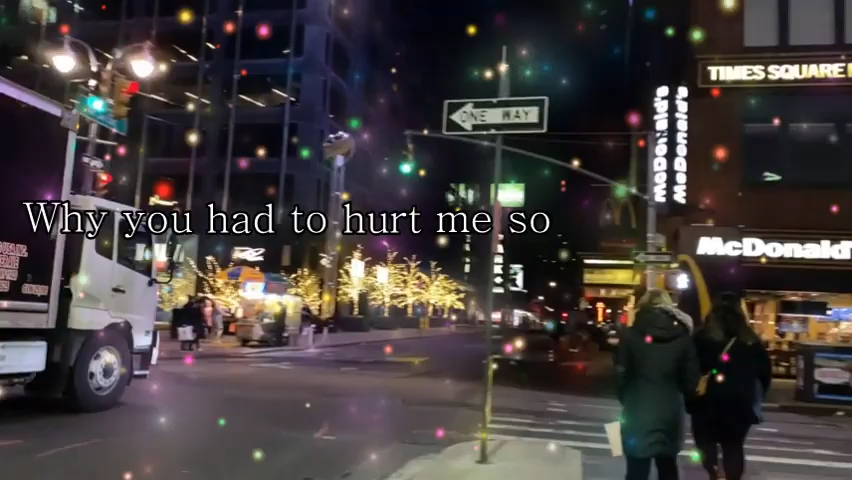 TIMES SQUARE
ONE WAY
McDonald's
McDonald's
Why you had to hurt me so
McDonald